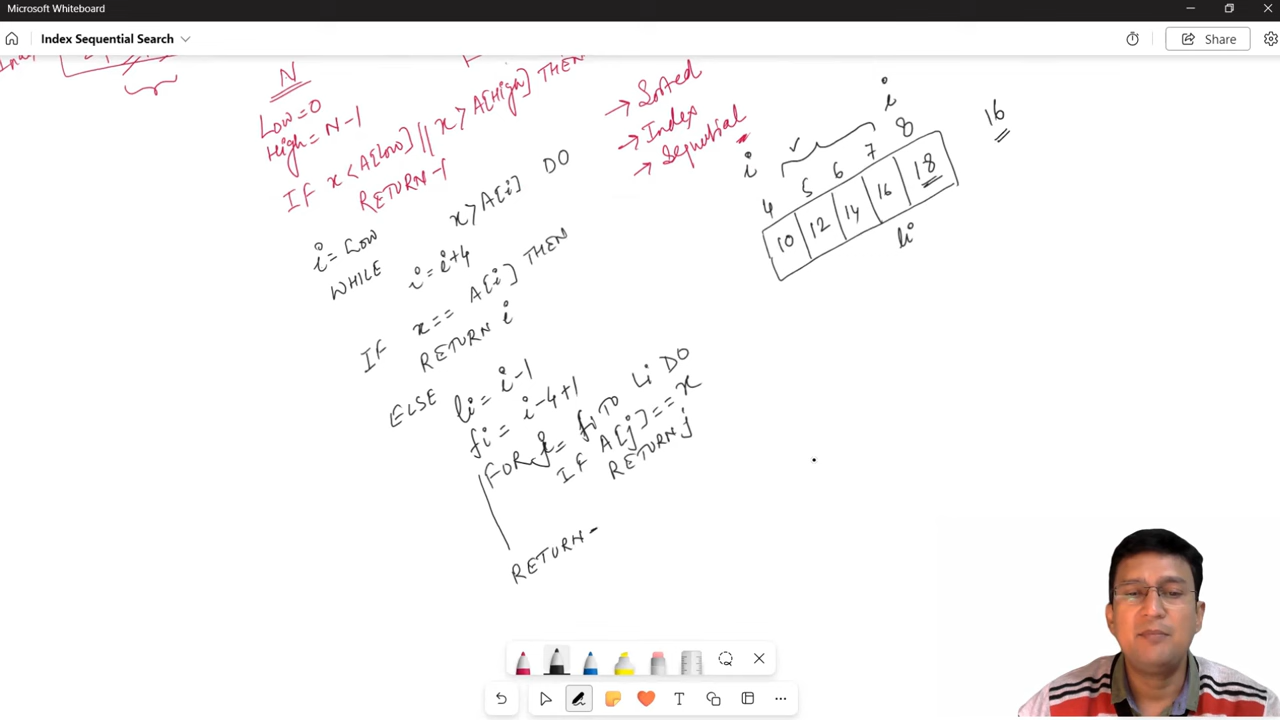 Microsoft Whiteboard
Index Sequential Search
Share
N
Low=0
High=N-1
IF x<A[Low] || x>A[High] THEN
RETURN-1
i=Low
WHILE x>A[i] DO
i=i+4
IF x== A[i] THEN
RETURN i
ELSE li= i-1
fi= i-4+1
FOR j= fi TO Li DO
IF A[j]==x
RETURN j
RETURN-
→Sorted
→Index
→Sequential
i i
4 5 6 7 8
10 12 14 16 18
li
16